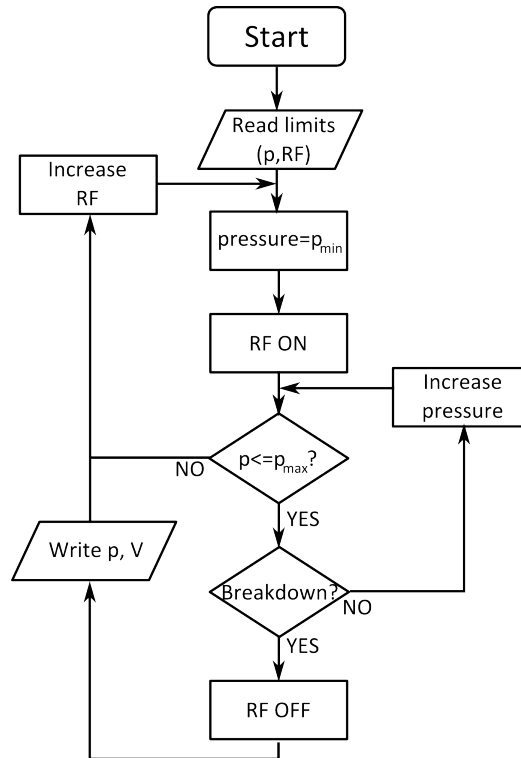 Start
Read limits
(p,RF)
Increase
RF
pressure=pmin
RF ON
Increase
pressure
p<=pmax?
NO
YES
Write p, V
Breakdown?
NO
YES
RF OFF